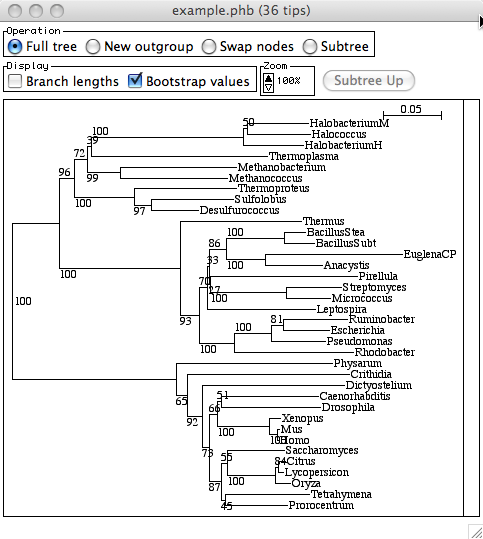 example.phb (36 tips)
Operation
Full tree New outgroup Swap nodes Subtree
Display Zoom
Branch lengths Bootstrap values 100% Subtree Up
0.05
50 HalobacteriumM
100 Halococcus
39 HalobacteriumH
72 Thermoplasma
96 Methanobacterium
99 Methanococcus
Thermoproteus
100 Sulfolobus
97 Desulfurococcus
Thermus
100 BacillusStea
86 BacillusSubt
EuglenaCP
33 100 Anacystis
100 Pirellula
70 Streptomyces
27 Micrococcus
100
100 Leptospira
93 81 Ruminobacter
100 Escherichia
Pseudomonas
100 Rhodobacter
Physarum
Crithidia
65 Dictyostelium
51 Caenorhabditis
66 Drosophila
92 Xenopus
100 Mus
100 Homo
73 Saccharomyces
55 84 Citrus
Lycopersicon
100 Oryza
87 Tetrahymena
45 Prorocentrum